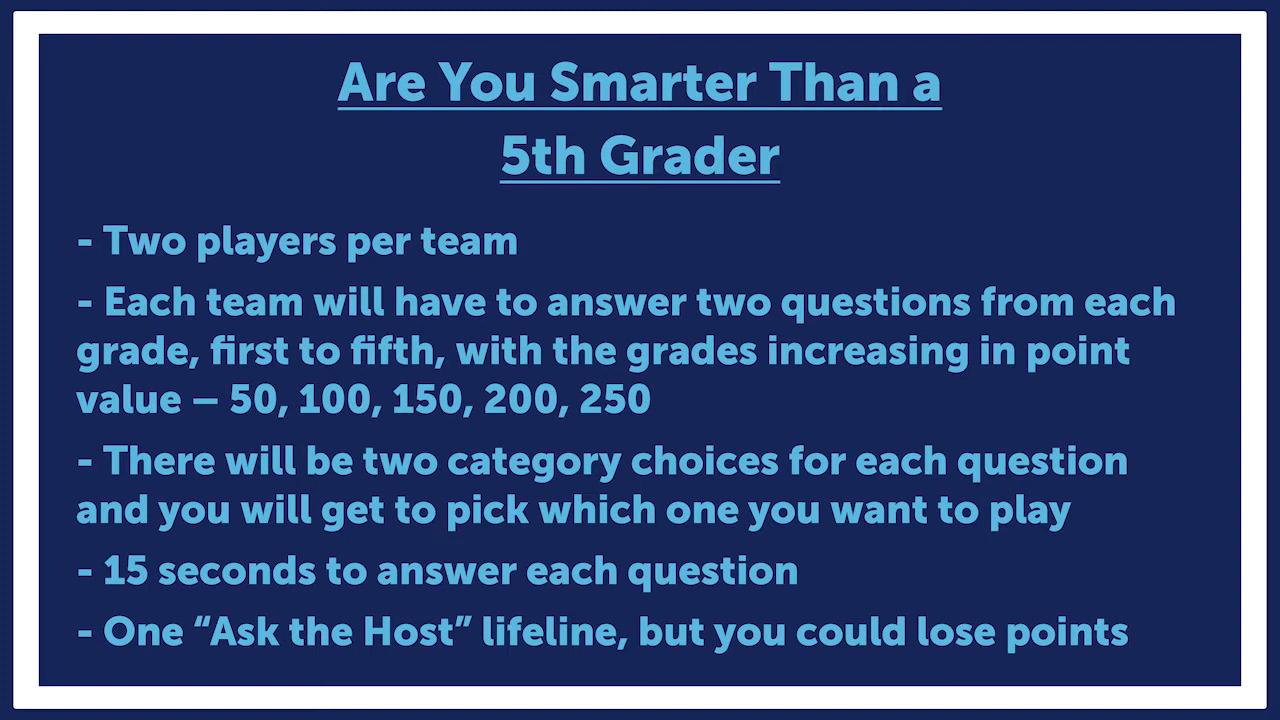 Are You Smarter Than a
5th Grader
- Two players per team
- Each team will have to answer two questions from each
grade, first to fifth, with the grades increasing in point
value – 50, 100, 150, 200, 250
- There will be two category choices for each question
and you will get to pick which one you want to play
- 15 seconds to answer each question
- One “Ask the Host” lifeline, but you could lose points